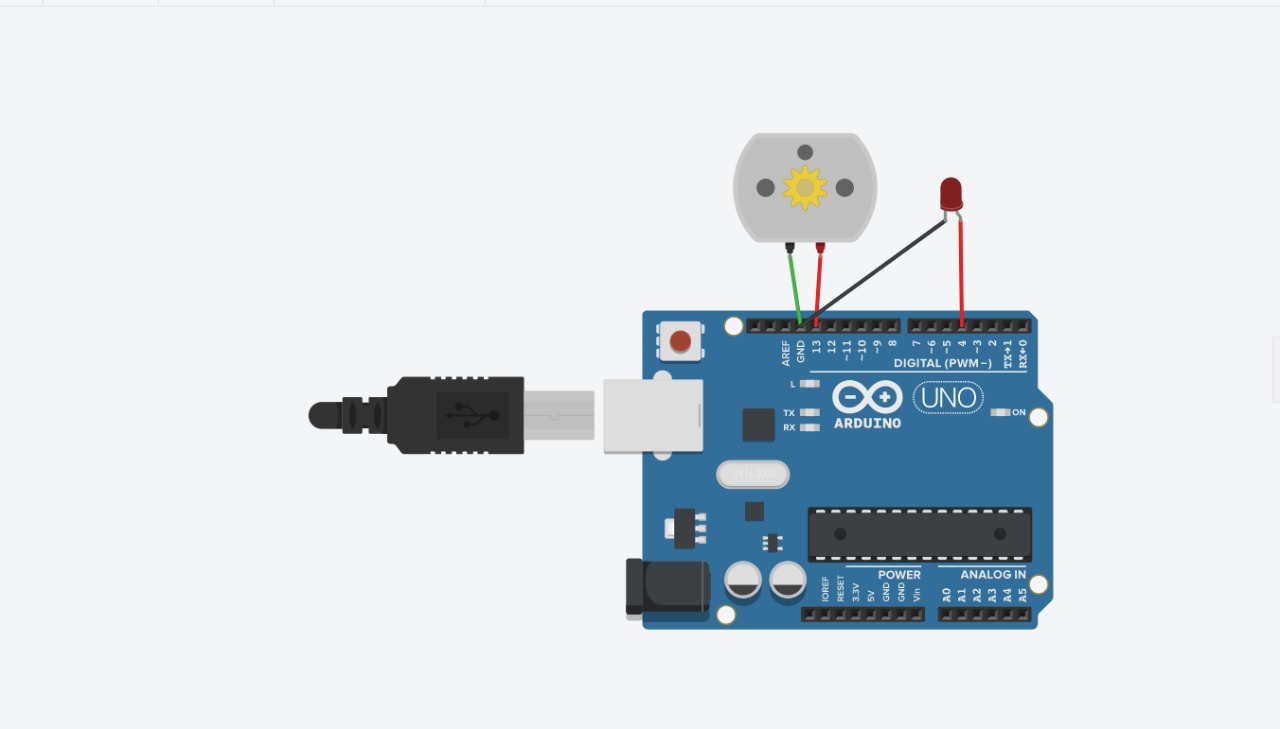 AREF
GND
13
12
~11
~10
~9
8
7
~6
~5
4
~3
2
TX→1
RX←0
DIGITAL (PWM~)
L
TX
RX
ARDUINO
UNO
ON
POWER
ANALOG IN
IOREF
RESET
3.3V
5V
GND
GND
Vin
A0
A1
A2
A3
A4
A5